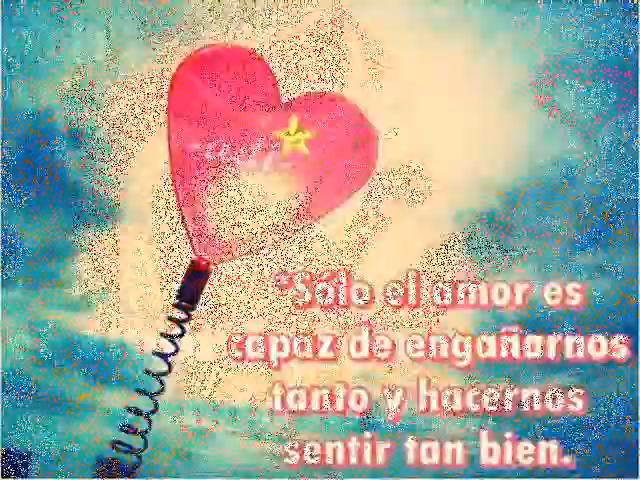 "Sólo el amor es
capaz de engañarnos
tanto y hacernos
sentir tan bien.